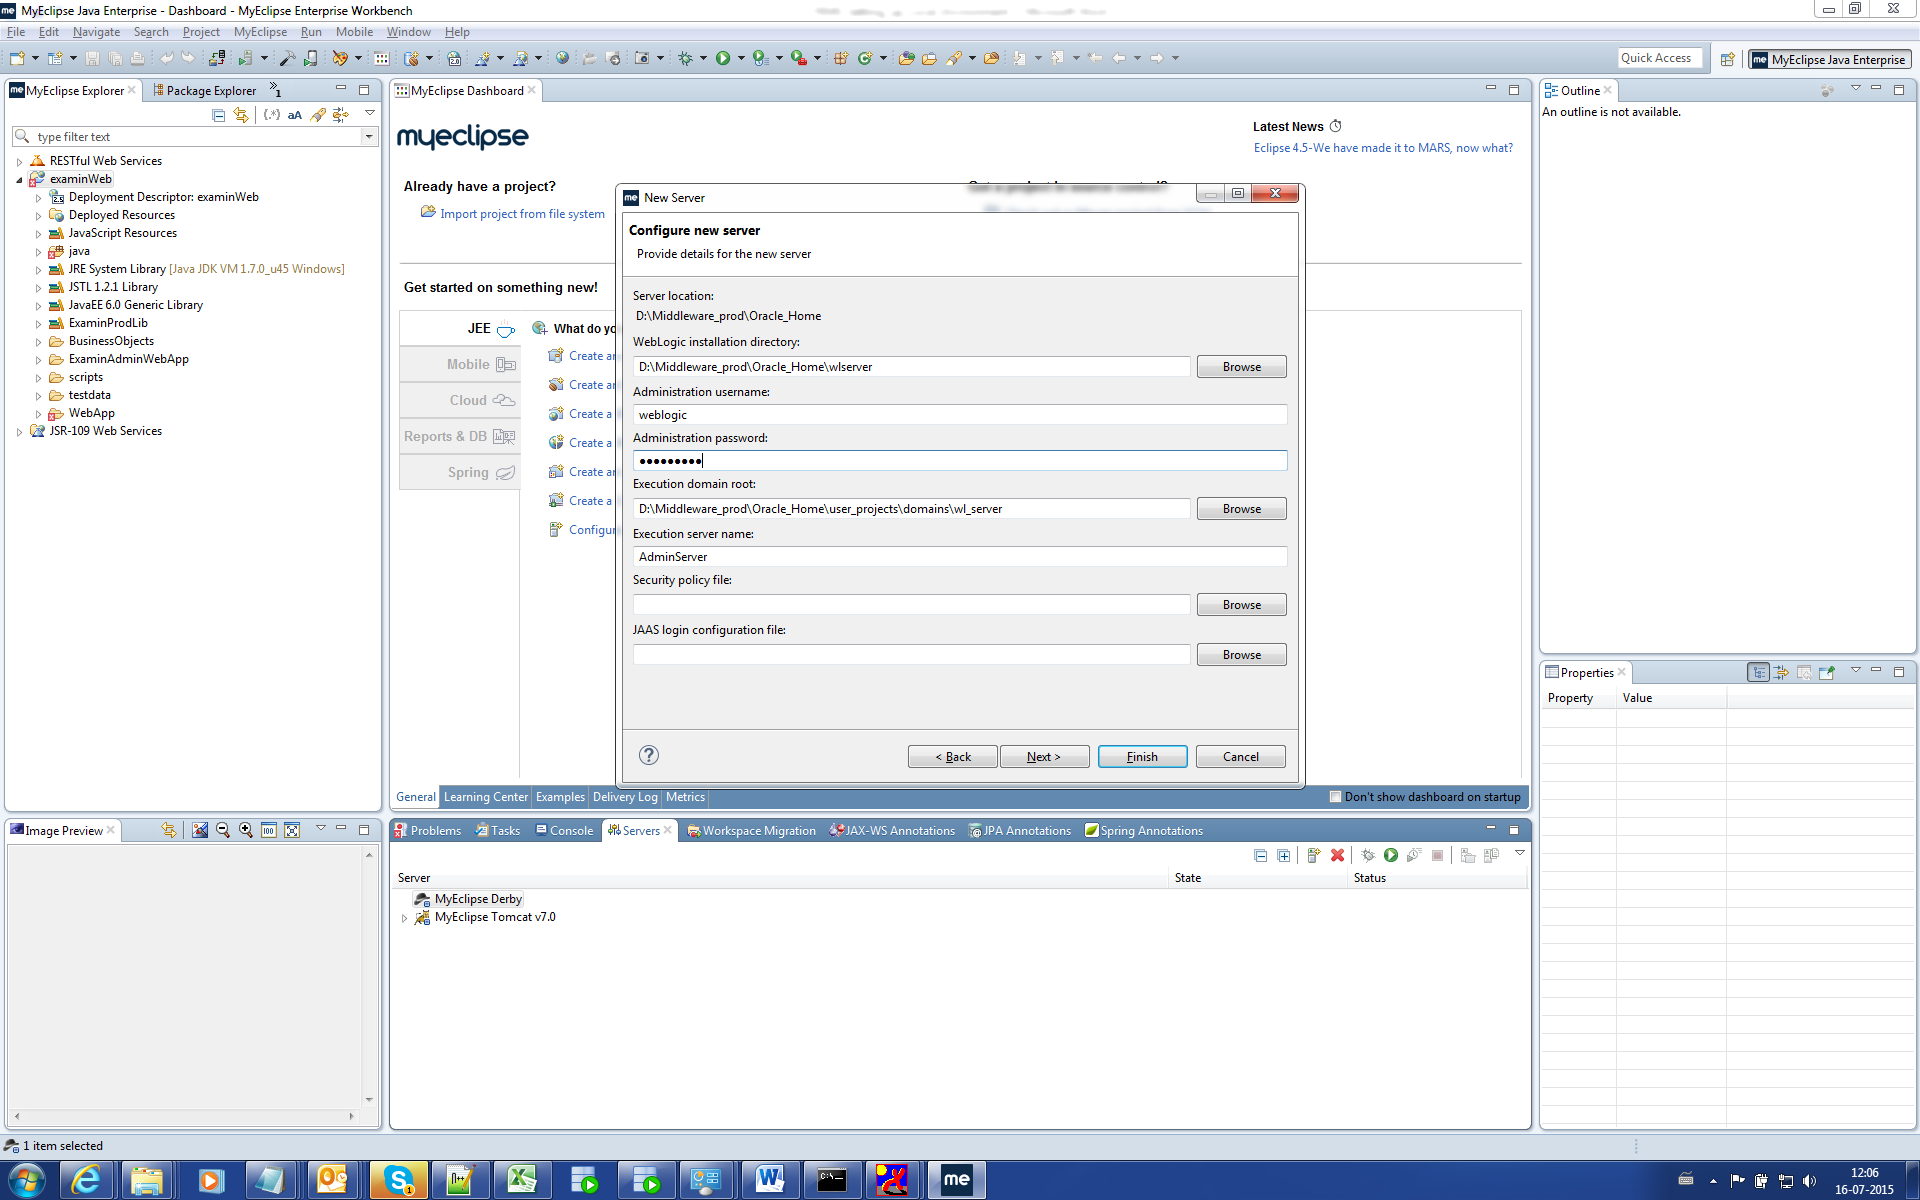 MyEclipse Java Enterprise - Dashboard - MyEclipse Enterprise Workbench
File Edit Navigate Search Project MyEclipse Run Mobile Window Help
Quick Access
MyEclipse Java Enterprise
MyEclipse Explorer
Package Explorer
type filter text
RESTful Web Services
examinWeb
Deployment Descriptor: examinWeb
Deployed Resources
JavaScript Resources
java
JRE System Library [Java JDK VM 1.7.0_u45 Windows]
JSTL 1.2.1 Library
JavaEE 6.0 Generic Library
ExaminProdLib
BusinessObjects
ExaminAdminWebApp
scripts
testdata
WebApp
JSR-109 Web Services
MyEclipse Dashboard
myeclipse
Latest News
Eclipse 4.5-We have made it to MARS, now what?
Already have a project?
Import project from file system
Get started on something new!
JEE
Mobile
Cloud
Reports & DB
Spring
What do yo
Create an
Create an
Create a
Create a
Create an
Create a
Configur
New Server
Configure new server
Provide details for the new server
Server location:
D:\Middleware_prod\Oracle_Home
WebLogic installation directory:
D:\Middleware_prod\Oracle_Home\wlserver
Browse
Administration username:
weblogic
Administration password:
●●●●●●●●●
Execution domain root:
D:\Middleware_prod\Oracle_Home\user_projects\domains\wl_server
Browse
Execution server name:
AdminServer
Security policy file:
Browse
JAAS login configuration file:
Browse
< Back
Next >
Finish
Cancel
General Learning Center Examples Delivery Log Metrics
Don't show dashboard on startup
Outline
An outline is not available.
Properties
Property Value
Image Preview
Problems Tasks Console Servers Workspace Migration JAX-WS Annotations JPA Annotations Spring Annotations
Server State Status
MyEclipse Derby
MyEclipse Tomcat v7.0
1 item selected
12:06
16-07-2015